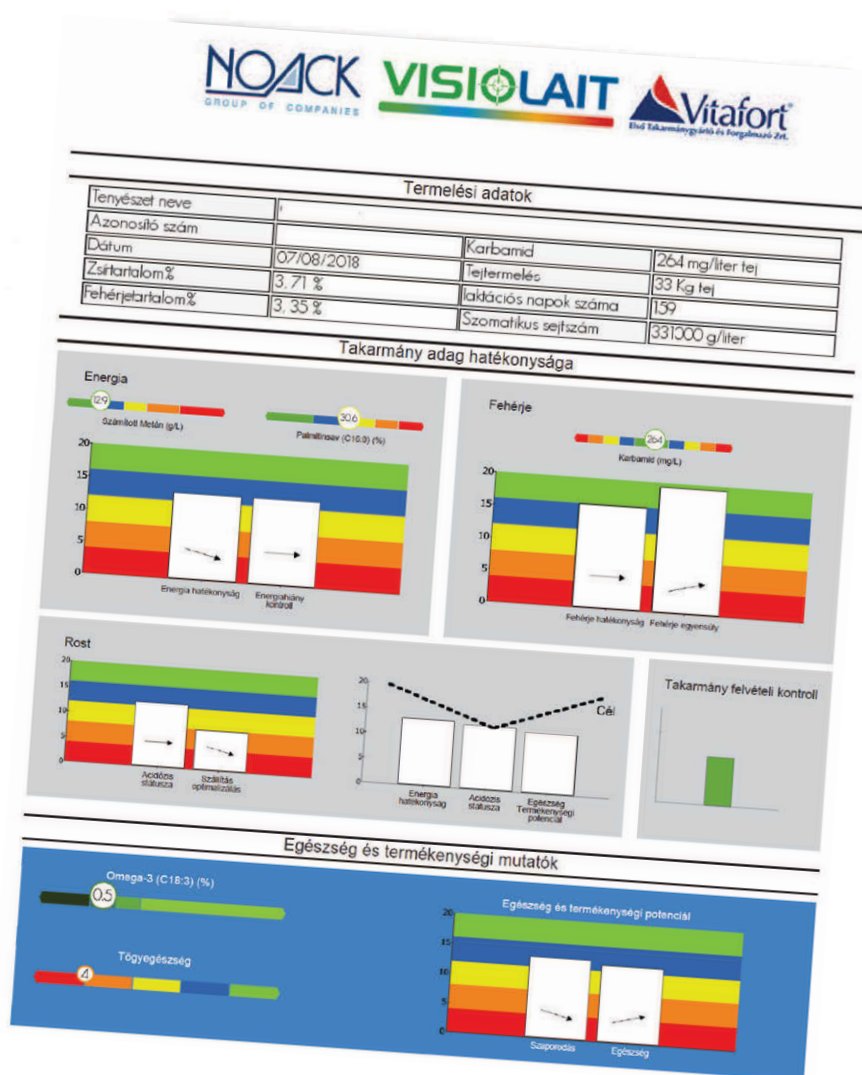 NOACK
GROUP OF COMPANIES
VISIOLAIT
Vitafort®
Első Takarmánygyártó és Forgalmazó Zrt.
Termelési adatok
Tenyészet neve
Azonosító szám
Karbamid 264 mg/liter tej
Dátum 07/08/2018 Tejtermelés 33 Kg tej
Zsírtartalom% 3, 71 % laktációs napok száma 159
Fehérjetartalom% 3, 35 % Szomatikus sejtszám 331000 g/liter
Takarmány adag hatékonysága
Energia
129
Számított Metán (g/L)
30.6
Palmitinsav (C16:0) (%)
20
15
10
5
0
Energia hatékonyság
Energiahiány
kontroll
Fehérje
264
Karbamid (mg/L)
20
15
10
5
0
Fehérje hatékonyság
Fehérje egyensúly
Rost
20
15
10
5
0
Acidózis
státusza
Szállítás
optimatizálás
20
15
10
5
0
Cél
Energia
hatékonyság
Acidózis
státusza
Egészség
Termékenységi
potenciál
Takarmány felvételi kontroll
Egészség és termékenységi mutatók
Omega-3 (C18:3) (%)
0.5
Tőgyegészség
4
Egészség és termékenységi potenciál
20
15
10
5
0
Szaporodás
Egészség